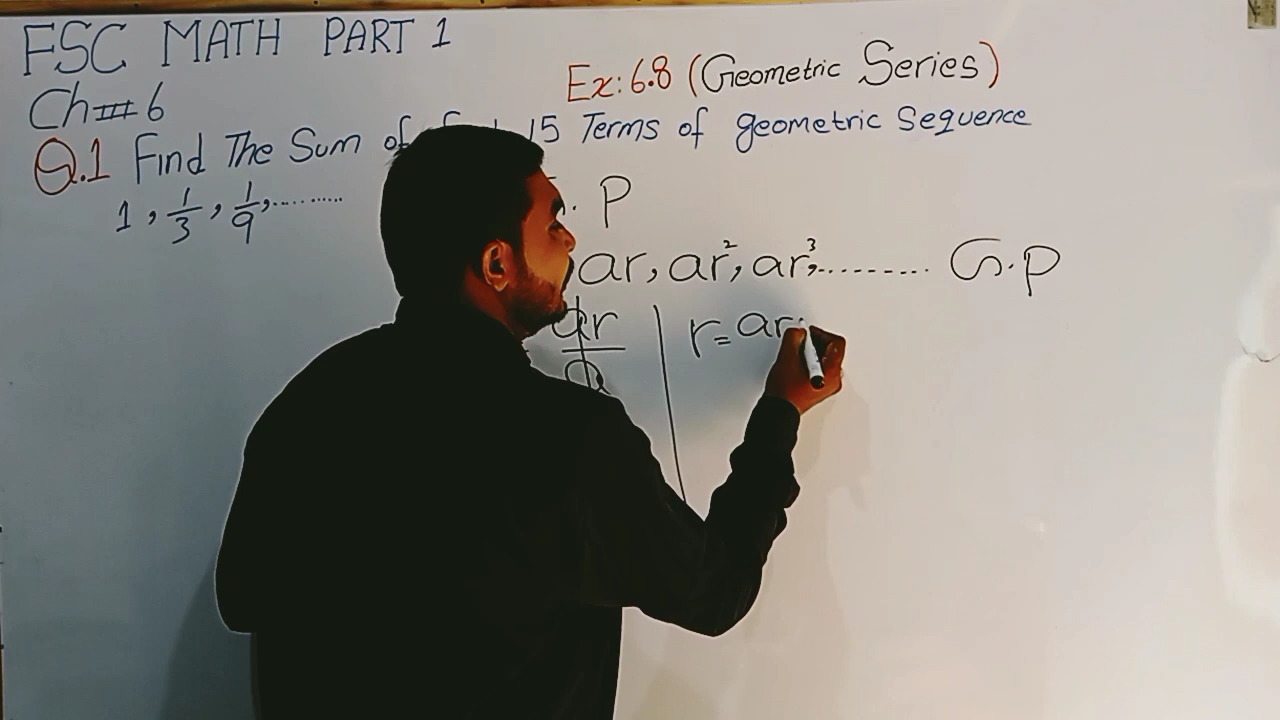 FSC MATH PART 1
Ch# 6
Ex: 6.8 (Geometric Series)
Q.1 Find The Sum of 15 Terms of geometric Sequence
1, 1/3, 1/9, ..........
. P
ar, ar², ar³, ......... G.P
ar/a | r = ar